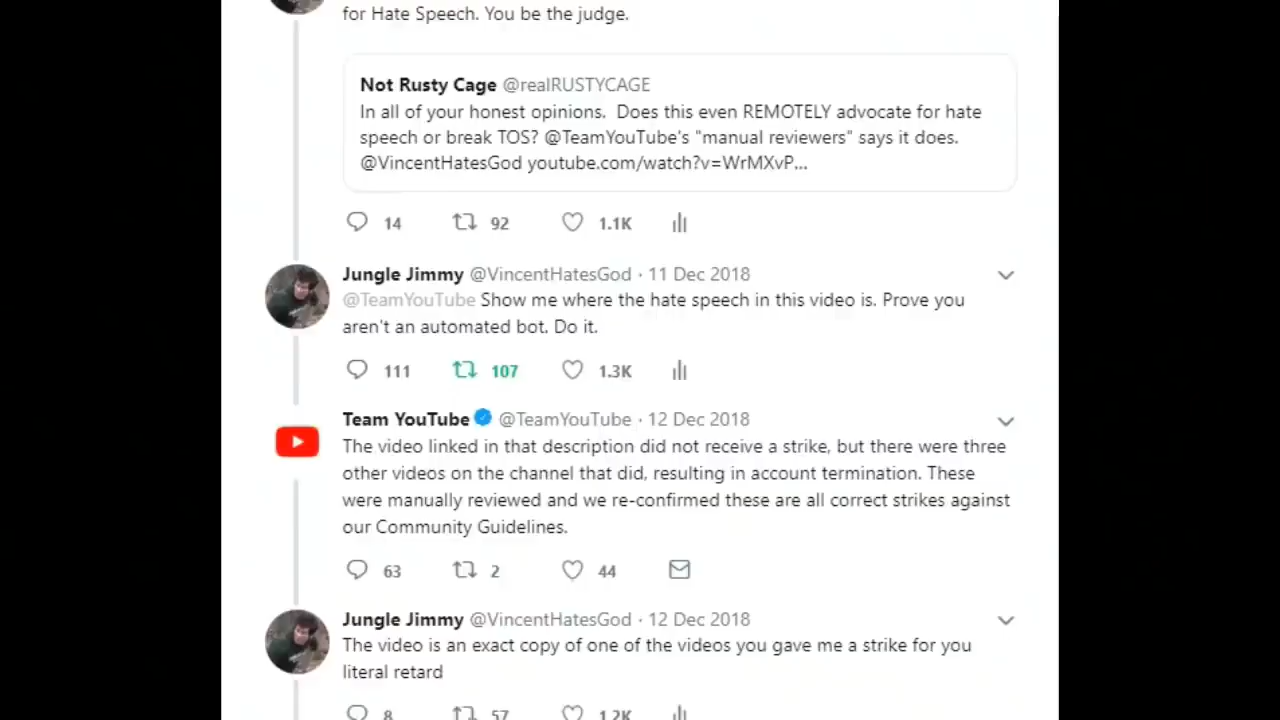 for Hate Speech. You be the judge.
Not Rusty Cage @realRUSTYCAGE
In all of your honest opinions.  Does this even REMOTELY advocate for hate
speech or break TOS? @TeamYouTube's "manual reviewers" says it does.
@VincentHatesGod youtube.com/watch?v=WrMXvP...
14 92 1.1K
Jungle Jimmy @VincentHatesGod · 11 Dec 2018
@TeamYouTube Show me where the hate speech in this video is. Prove you
aren't an automated bot. Do it.
111 107 1.3K
Team YouTube @TeamYouTube · 12 Dec 2018
The video linked in that description did not receive a strike, but there were three
other videos on the channel that did, resulting in account termination. These
were manually reviewed and we re-confirmed these are all correct strikes against
our Community Guidelines.
63 2 44
Jungle Jimmy @VincentHatesGod · 12 Dec 2018
The video is an exact copy of one of the videos you gave me a strike for you
literal retard
8 57 1.2K